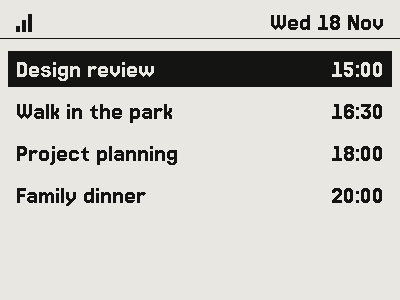 Wed 18 Nov
Design review 15:00
Walk in the park 16:30
Project planning 18:00
Family dinner 20:00